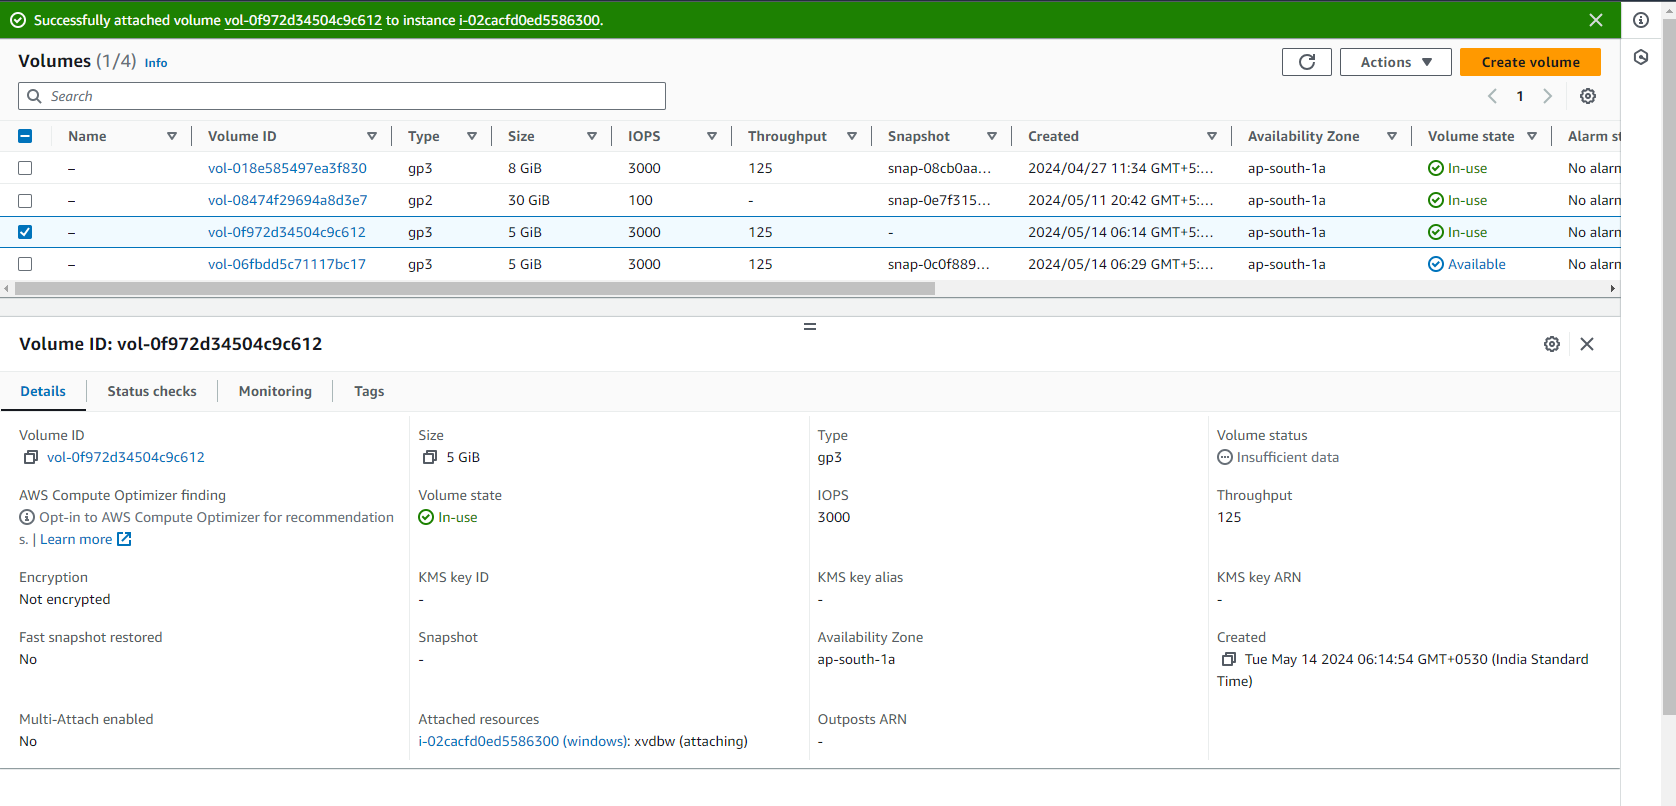 Successfully attached volume vol-0f972d34504c9c612 to instance i-02cacfd0ed5586300.
Volumes (1/4) Info
Actions
Create volume
Search
1
Name Volume ID Type Size IOPS Throughput Snapshot Created Availability Zone Volume state Alarm st
– vol-018e585497ea3f830 gp3 8 GiB 3000 125 snap-08cb0aa... 2024/04/27 11:34 GMT+5:... ap-south-1a In-use No alarn
– vol-08474f29694a8d3e7 gp2 30 GiB 100 - snap-0e7f315... 2024/05/11 20:42 GMT+5:... ap-south-1a In-use No alarn
– vol-0f972d34504c9c612 gp3 5 GiB 3000 125 - 2024/05/14 06:14 GMT+5:... ap-south-1a In-use No alarn
– vol-06fbdd5c71117bc17 gp3 5 GiB 3000 125 snap-0c0f889... 2024/05/14 06:29 GMT+5:... ap-south-1a Available No alarn
Volume ID: vol-0f972d34504c9c612
Details Status checks Monitoring Tags
Volume ID
vol-0f972d34504c9c612
Size
5 GiB
Type
gp3
Volume status
Insufficient data
AWS Compute Optimizer finding
Opt-in to AWS Compute Optimizer for recommendation
s. | Learn more
Volume state
In-use
IOPS
3000
Throughput
125
Encryption
Not encrypted
KMS key ID
-
KMS key alias
-
KMS key ARN
-
Fast snapshot restored
No
Snapshot
-
Availability Zone
ap-south-1a
Created
Tue May 14 2024 06:14:54 GMT+0530 (India Standard
Time)
Multi-Attach enabled
No
Attached resources
i-02cacfd0ed5586300 (windows): xvdbw (attaching)
Outposts ARN
-